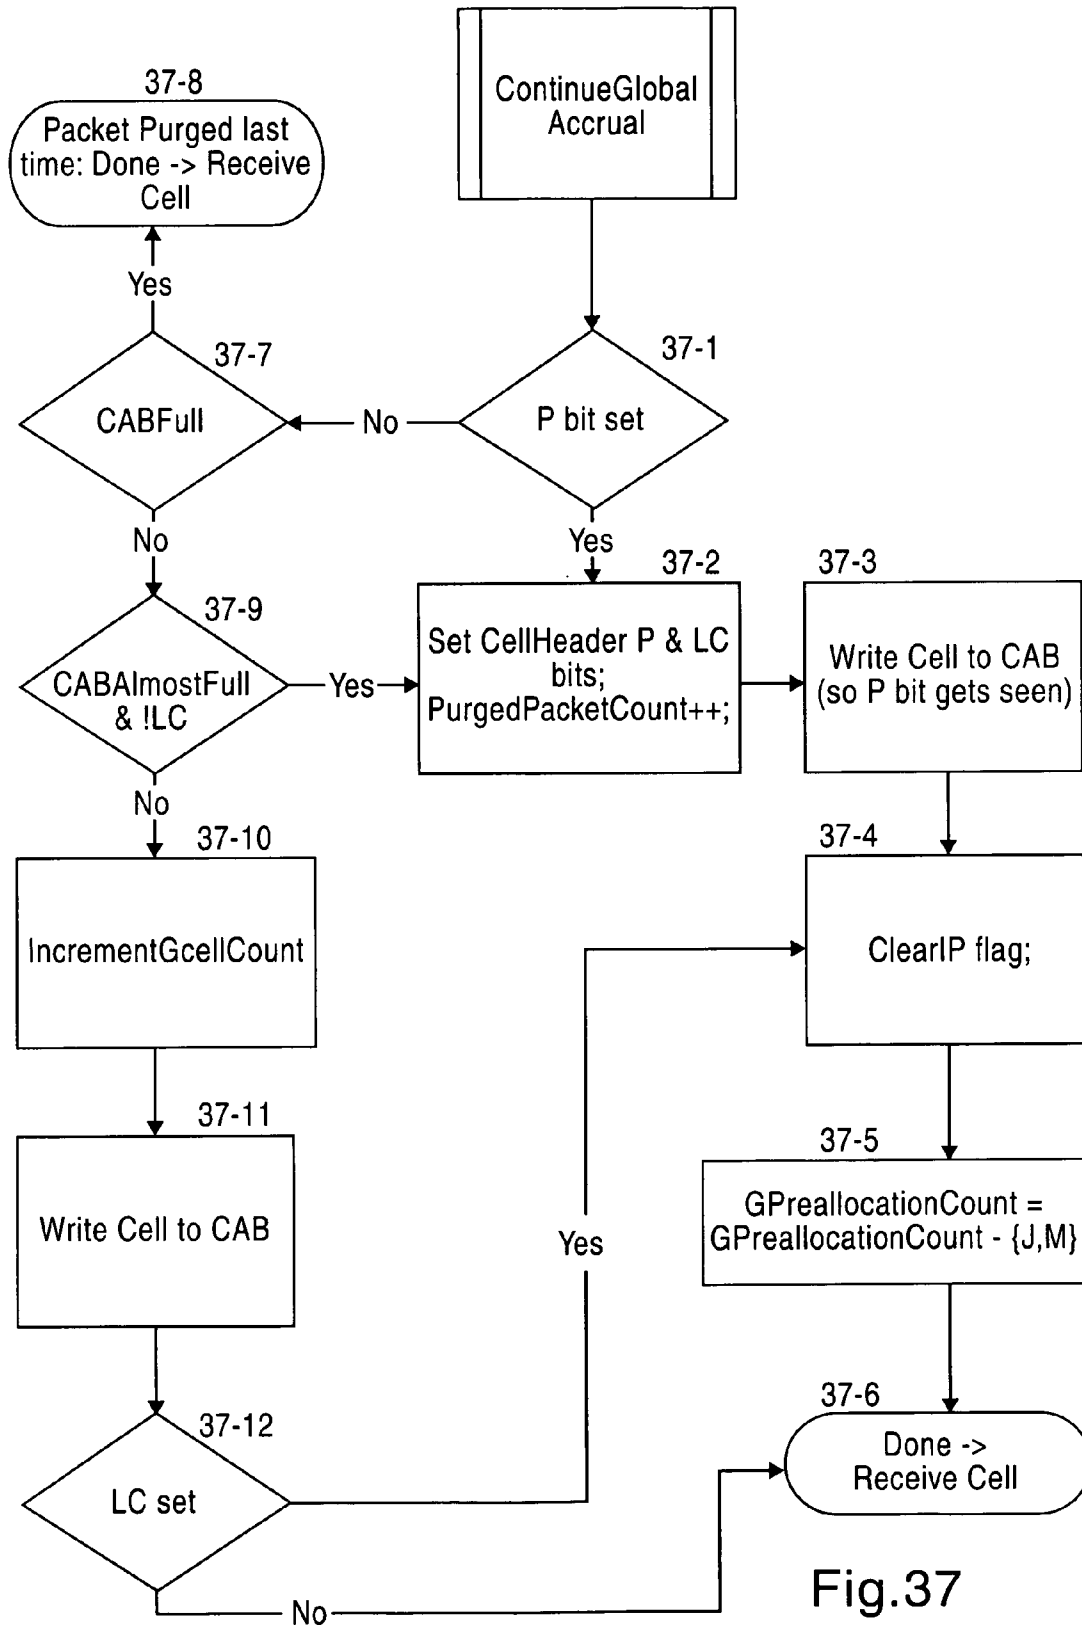 ContinueGlobal
Accrual
37-8
Packet Purged last
time: Done -> Receive
Cell
Yes
37-7
CABFull
No
37-1
P bit set
No
Yes
37-9
CABAlmostFull
& !LC
Yes
37-2
Set CellHeader P & LC
bits;
PurgedPacketCount++;
37-3
Write Cell to CAB
(so P bit gets seen)
No
37-10
IncrementGcellCount
37-4
ClearIP flag;
37-11
Write Cell to CAB
Yes
37-5
GPreallocationCount =
GPreallocationCount - {J,M}
37-12
LC set
37-6
Done ->
Receive Cell
No
Fig.37